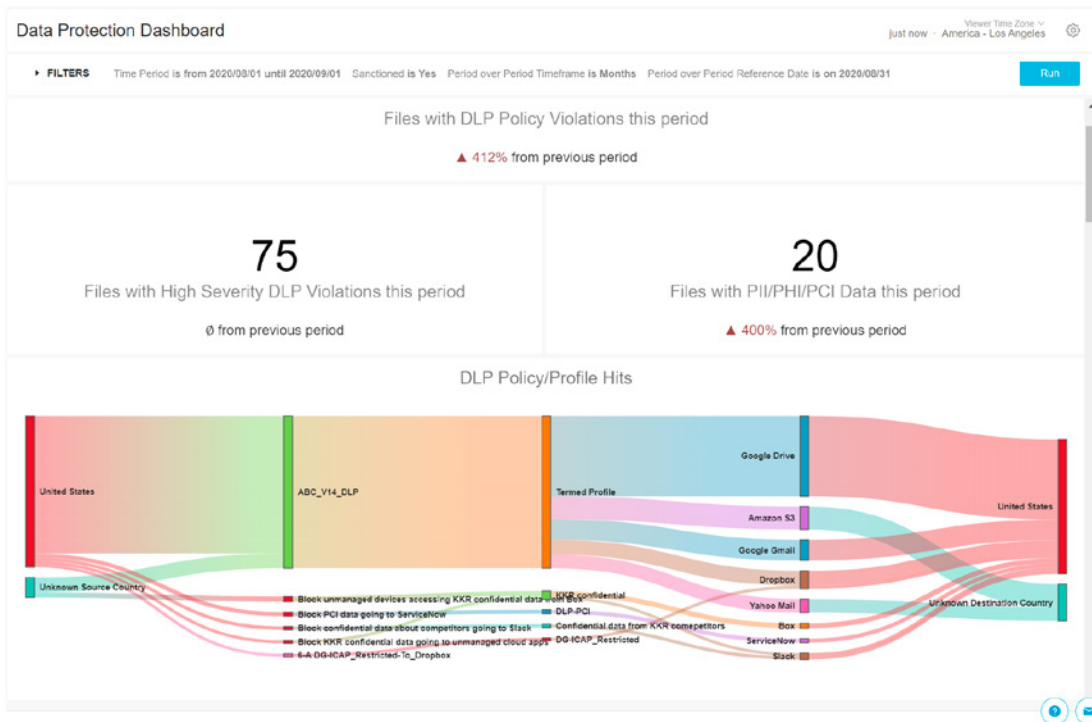 Data Protection Dashboard
Viewer Time Zone
just now · America - Los Angeles
FILTERS Time Period is from 2020/08/01 until 2020/09/01 Sanctioned is Yes Period over Period Timeframe is Months Period over Period Reference Date is on 2020/08/31
Run
Files with DLP Policy Violations this period
▲ 412% from previous period
75
Files with High Severity DLP Violations this period
Ø from previous period
20
Files with PII/PHI/PCI Data this period
▲ 400% from previous period
DLP Policy/Profile Hits
United States
Unknown Source Country
ABC_V14_DLP
Block unmanaged devices accessing KKR confidential data from Box
Block PCI data going to ServiceNow
Block confidential data about competitors going to Slack
Block KKR confidential data going to unmanaged cloud apps
6-A DG-ICAP_Restricted-To_Dropbox
Termed Profile
KKR confidential
DLP-PCI
Confidential data from KKR comepetitors
DG-ICAP_Restricted
Google Drive
Amazon S3
Google Gmail
Dropbox
Yahoo Mail
Box
ServiceNow
Slack
United States
Unknown Destination Country
?